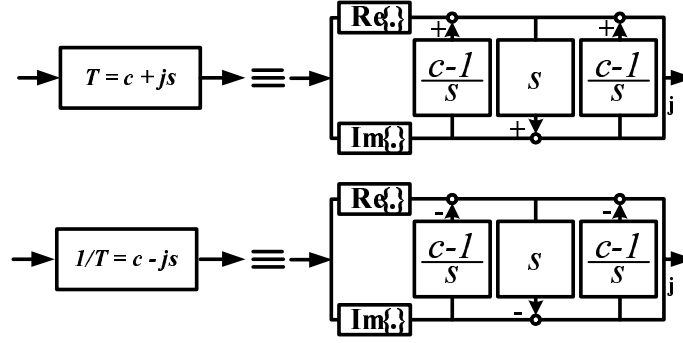 Re{.}
+
+
T = c + js
c-1
s
s
c-1
s
j
+
Im{.}
Re{.}
-
-
1/T = c - js
c-1
s
s
c-1
s
j
-
Im{.}